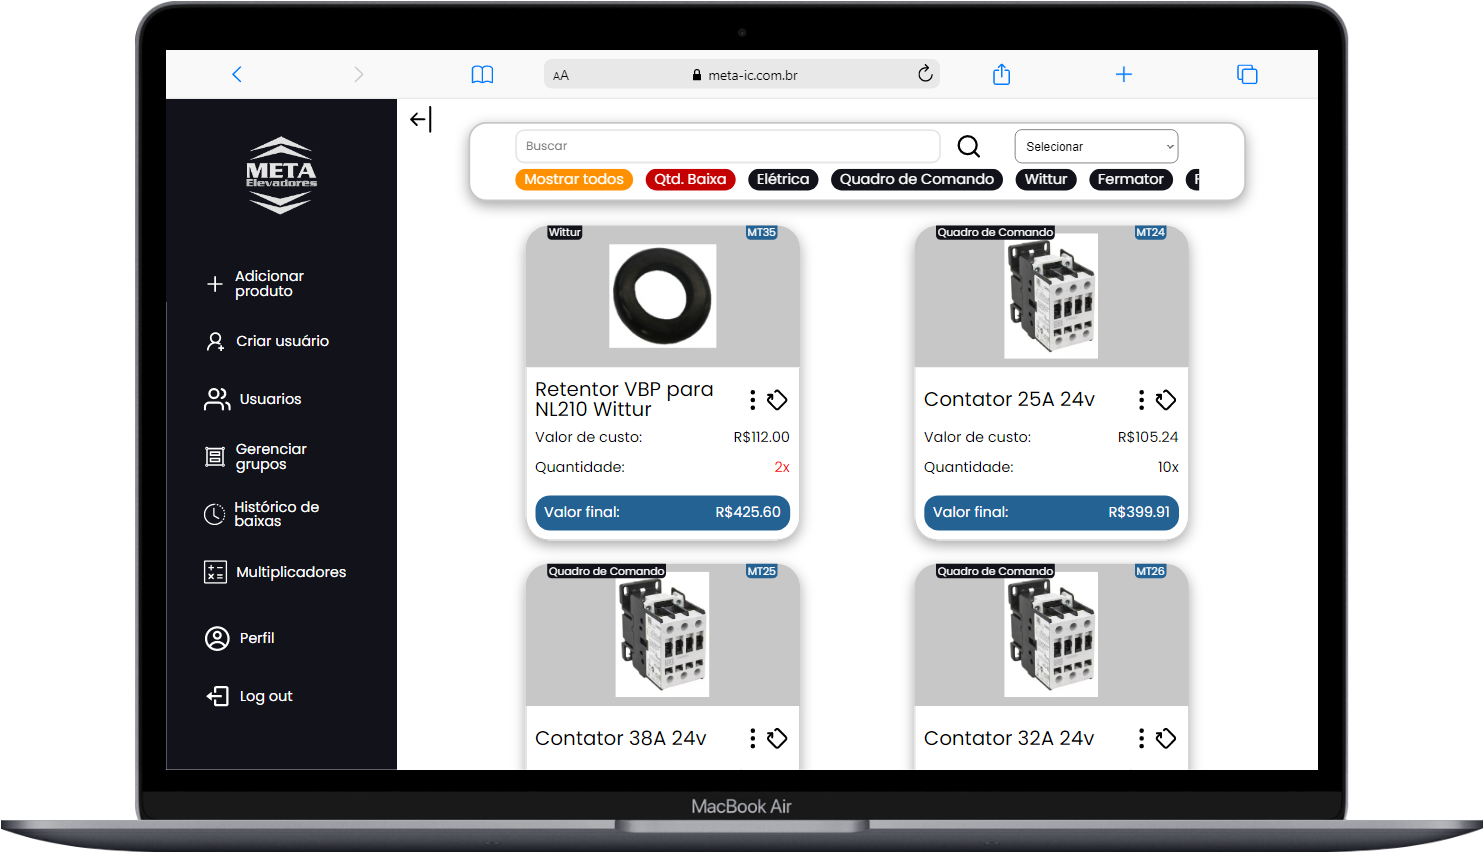 AA
meta-ic.com.br
META
Elevadores
Adicionar
produto
Criar usuário
Usuarios
Gerenciar
grupos
Histórico de
baixas
Multiplicadores
Perfil
Log out
Buscar
Selecionar
Mostrar todos
Qtd. Baixa
Elétrica
Quadro de Comando
Wittur
Fermator
Wittur
MT35
Retentor VBP para
NL210 Wittur
Valor de custo:
R$112.00
Quantidade:
2x
Valor final:
R$425.60
Quadro de Comando
MT24
Contator 25A 24v
Valor de custo:
R$105.24
Quantidade:
10x
Valor final:
R$399.91
Quadro de Comando
MT25
Contator 38A 24v
Quadro de Comando
MT26
Contator 32A 24v
MacBook Air